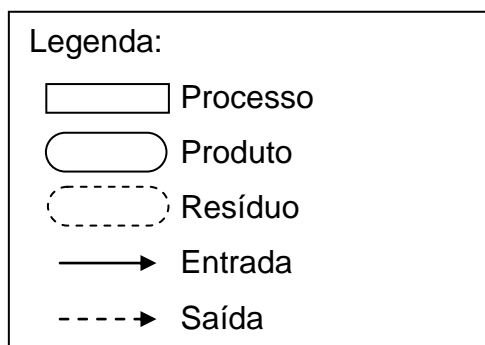 Legenda:
Processo
Produto
Resíduo
Entrada
Saída